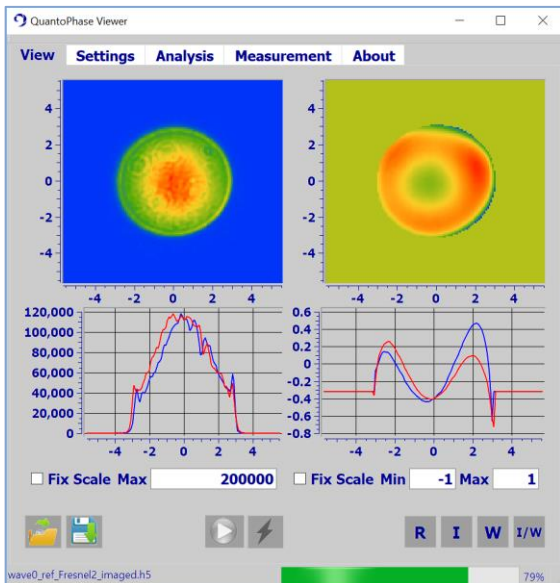 QuantoPhase Viewer
View Settings Analysis Measurement About
4
2
0
-2
-4
-4 -2 0 2 4
4
2
0
-2
-4
-4 -2 0 2 4
120,000
100,000
80,000
60,000
40,000
20,000
0
-4 -2 0 2 4
0.6
0.4
0.2
0
-0.2
-0.4
-0.6
-0.8
-4 -2 0 2 4
Fix Scale Max 200000
Fix Scale Min -1 Max 1
R I W I/W
wave0_ref_Fresnel2_imaged.h5
79%